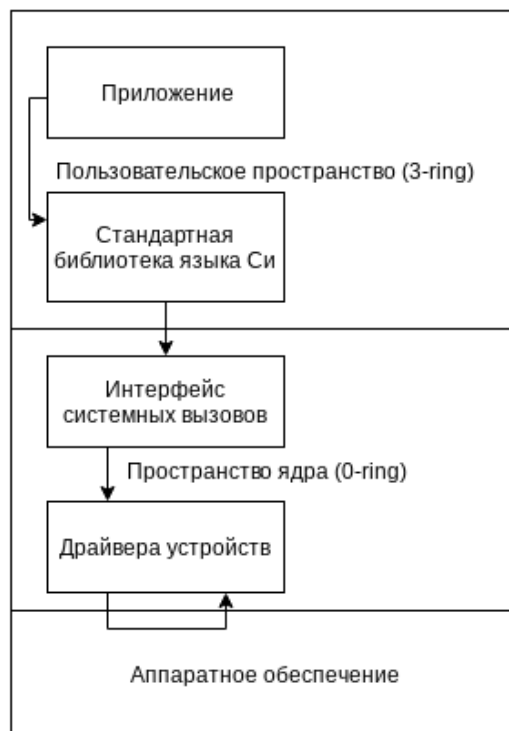 Приложение
Пользовательское пространство (3-ring)
Стандартная
библиотека языка Си
Интерфейс
системных вызовов
Пространство ядра (0-ring)
Драйвера устройств
Аппаратное обеспечение